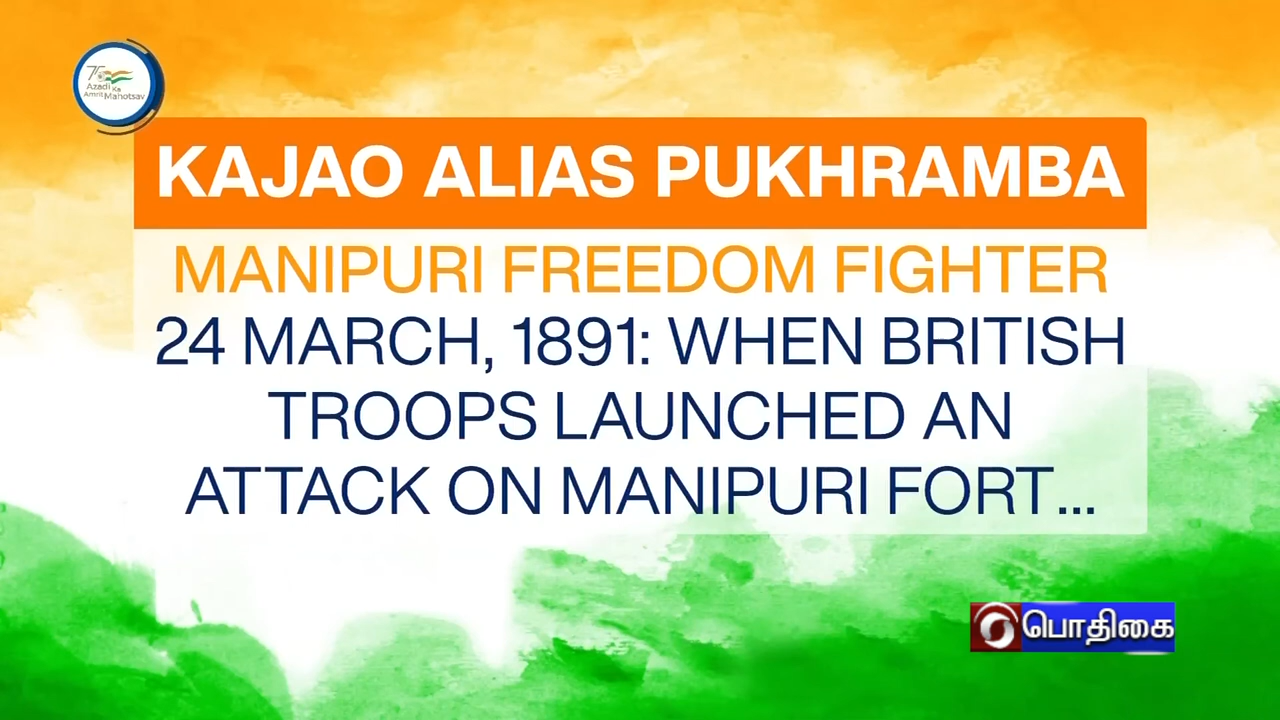 75
Azadi
Ka
Amrit Mahotsav
KAJAO ALIAS PUKHRAMBA
MANIPURI FREEDOM FIGHTER
24 MARCH, 1891: WHEN BRITISH
TROOPS LAUNCHED AN
ATTACK ON MANIPURI FORT...
பொதிகை